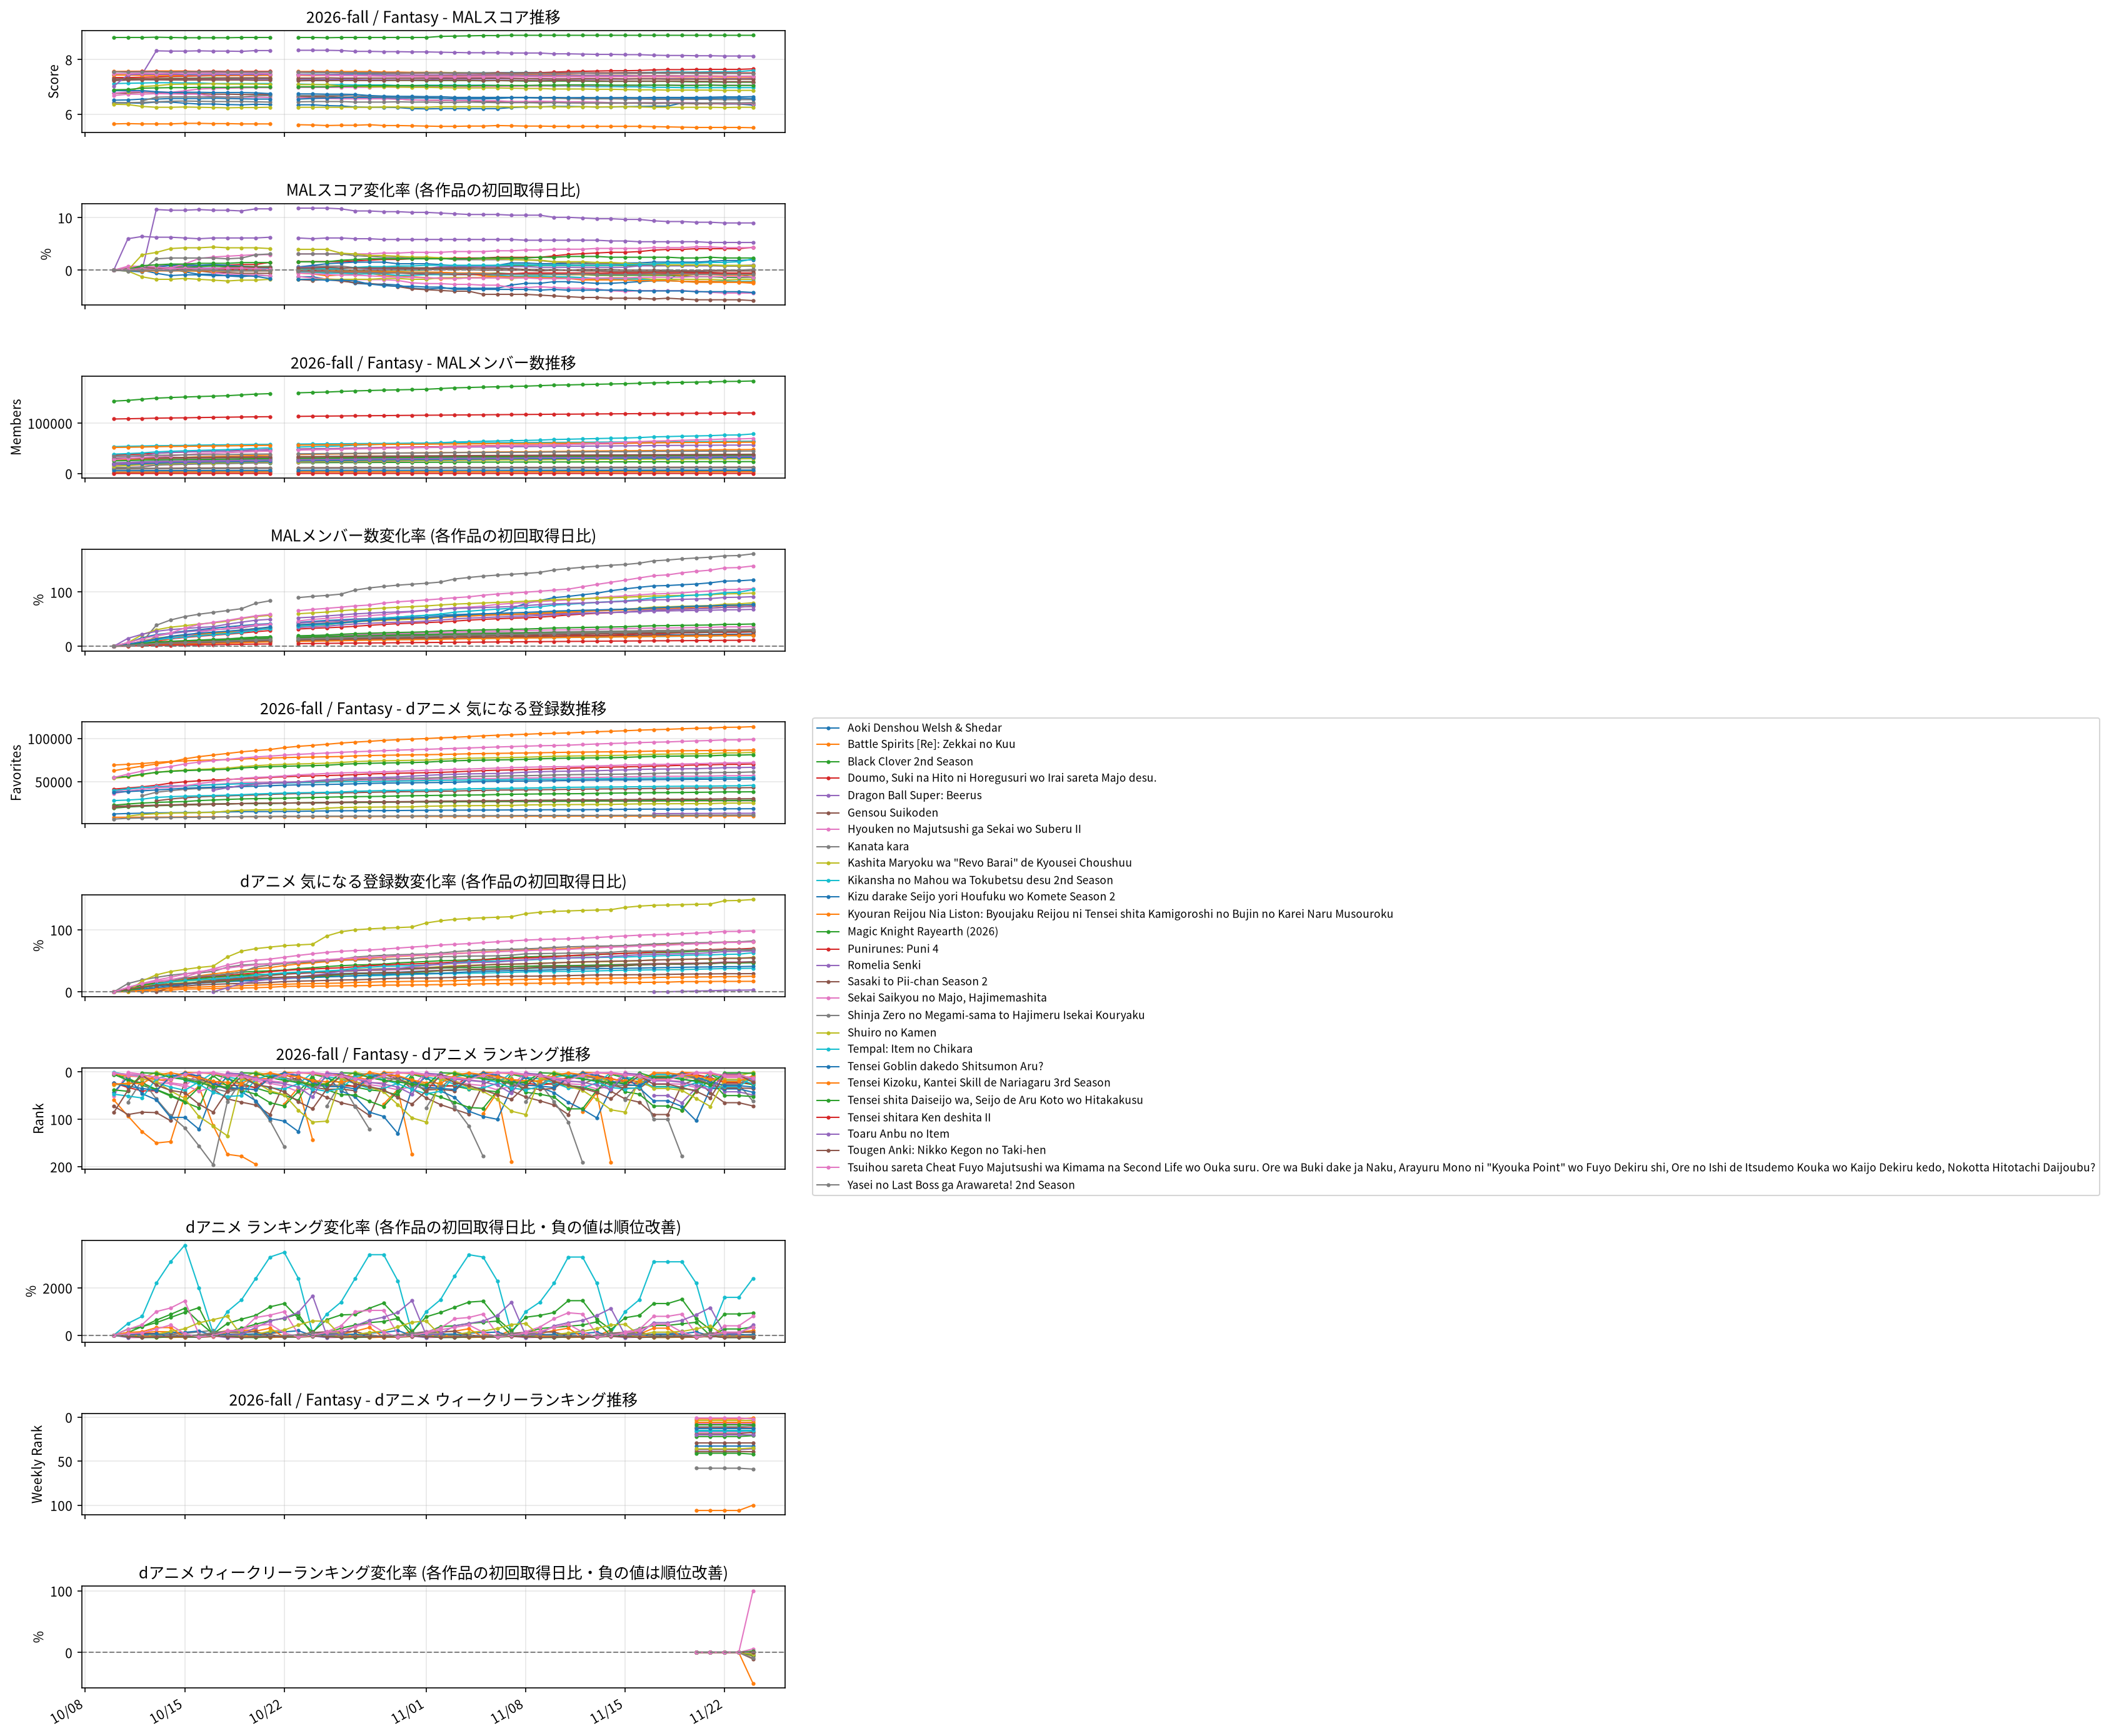 2026-fall / Fantasy - MALスコア推移
Score
8
6
MALスコア変化率 (各作品の初回取得日比)
%
10
0
2026-fall / Fantasy - MALメンバー数推移
Members
100000
0
MALメンバー数変化率 (各作品の初回取得日比)
%
100
0
2026-fall / Fantasy - dアニメ 気になる登録数推移
Favorites
100000
50000
dアニメ 気になる登録数変化率 (各作品の初回取得日比)
%
100
0
2026-fall / Fantasy - dアニメ ランキング推移
Rank
0
100
200
dアニメ ランキング変化率 (各作品の初回取得日比・負の値は順位改善)
%
2000
0
2026-fall / Fantasy - dアニメ ウィークリーランキング推移
Weekly Rank
0
50
100
dアニメ ウィークリーランキング変化率 (各作品の初回取得日比・負の値は順位改善)
%
100
0
10/08
10/15
10/22
11/01
11/08
11/15
11/22
Aoki Denshou Welsh & Shedar
Battle Spirits [Re]: Zekkai no Kuu
Black Clover 2nd Season
Doumo, Suki na Hito ni Horegusuri wo Irai sareta Majo desu.
Dragon Ball Super: Beerus
Gensou Suikoden
Hyouken no Majutsushi ga Sekai wo Suberu II
Kanata kara
Kashita Maryoku wa "Revo Barai" de Kyousei Choushuu
Kikansha no Mahou wa Tokubetsu desu 2nd Season
Kizu darake Seijo yori Houfuku wo Komete Season 2
Kyouran Reijou Nia Liston: Byoujaku Reijou ni Tensei shita Kamigoroshi no Bujin no Karei Naru Musouroku
Magic Knight Rayearth (2026)
Punirunes: Puni 4
Romelia Senki
Sasaki to Pii-chan Season 2
Sekai Saikyou no Majo, Hajimemashita
Shinja Zero no Megami-sama to Hajimeru Isekai Kouryaku
Shuiro no Kamen
Tempal: Item no Chikara
Tensei Goblin dakedo Shitsumon Aru?
Tensei Kizoku, Kantei Skill de Nariagaru 3rd Season
Tensei shita Daiseijo wa, Seijo de Aru Koto wo Hitakakusu
Tensei shitara Ken deshita II
Toaru Anbu no Item
Tougen Anki: Nikko Kegon no Taki-hen
Tsuihou sareta Cheat Fuyo Majutsushi wa Kimama na Second Life wo Ouka suru. Ore wa Buki dake ja Naku, Arayuru Mono ni "Kyouka Point" wo Fuyo Dekiru shi, Ore no Ishi de Itsudemo Kouka wo Kaijo Dekiru kedo, Nokotta Hitotachi Daijoubu?
Yasei no Last Boss ga Arawareta! 2nd Season